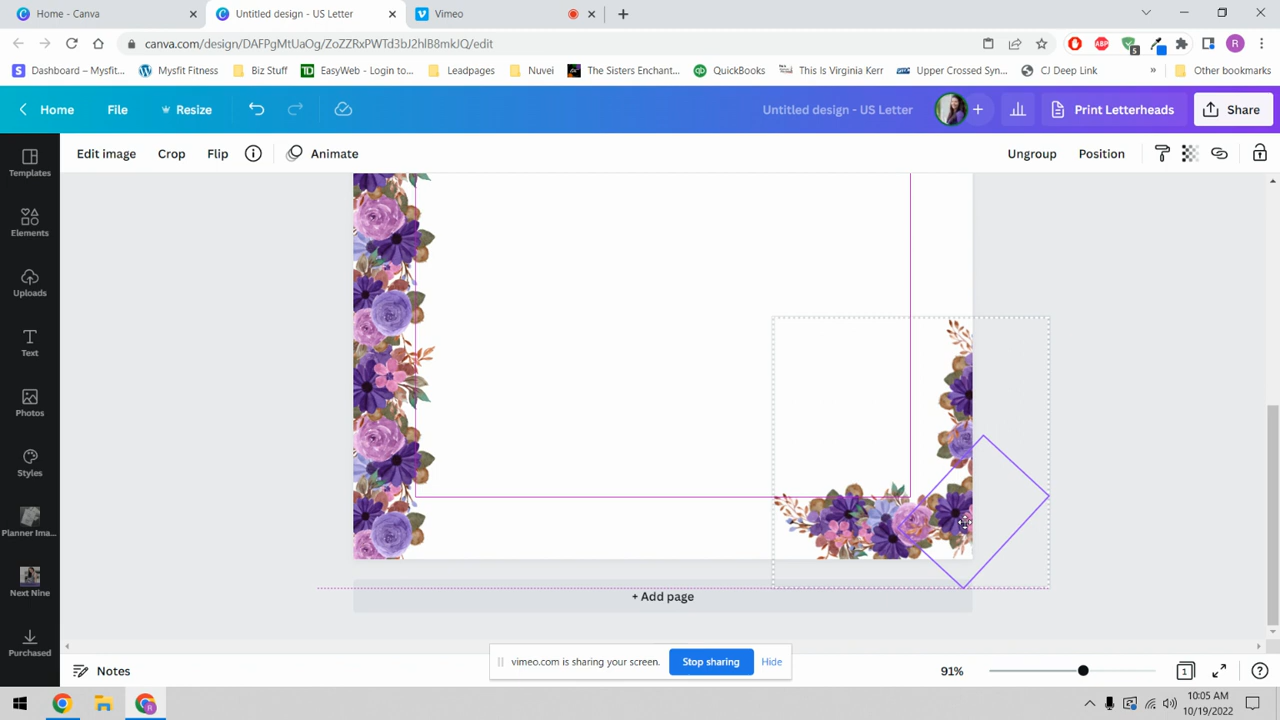 Home - Canva
Untitled design - US Letter
Vimeo
canva.com/design/DAFPgMtUaOg/ZoZZRxPWTd3bJ2hlB8mkJQ/edit
Dashboard – Mysfit...
Mysfit Fitness
Biz Stuff
EasyWeb - Login to...
Leadpages
Nuvei
The Sisters Enchant...
QuickBooks
This Is Virginia Kerr
Upper Crossed Syn...
CJ Deep Link
»
Other bookmarks
Home
File
Resize
Untitled design - US Letter
Print Letterheads
Share
Edit image
Crop
Flip
Animate
Ungroup
Position
Templates
Elements
Uploads
Text
Photos
Styles
Planner Ima...
Next Nine
Purchased
+ Add page
Notes
vimeo.com is sharing your screen.
Stop sharing
Hide
91%
1
10:05 AM
10/19/2022